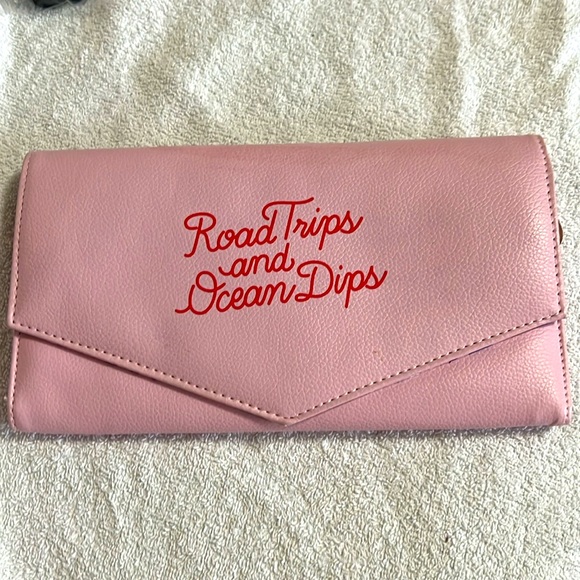 Road Trips
and
Ocean Dips